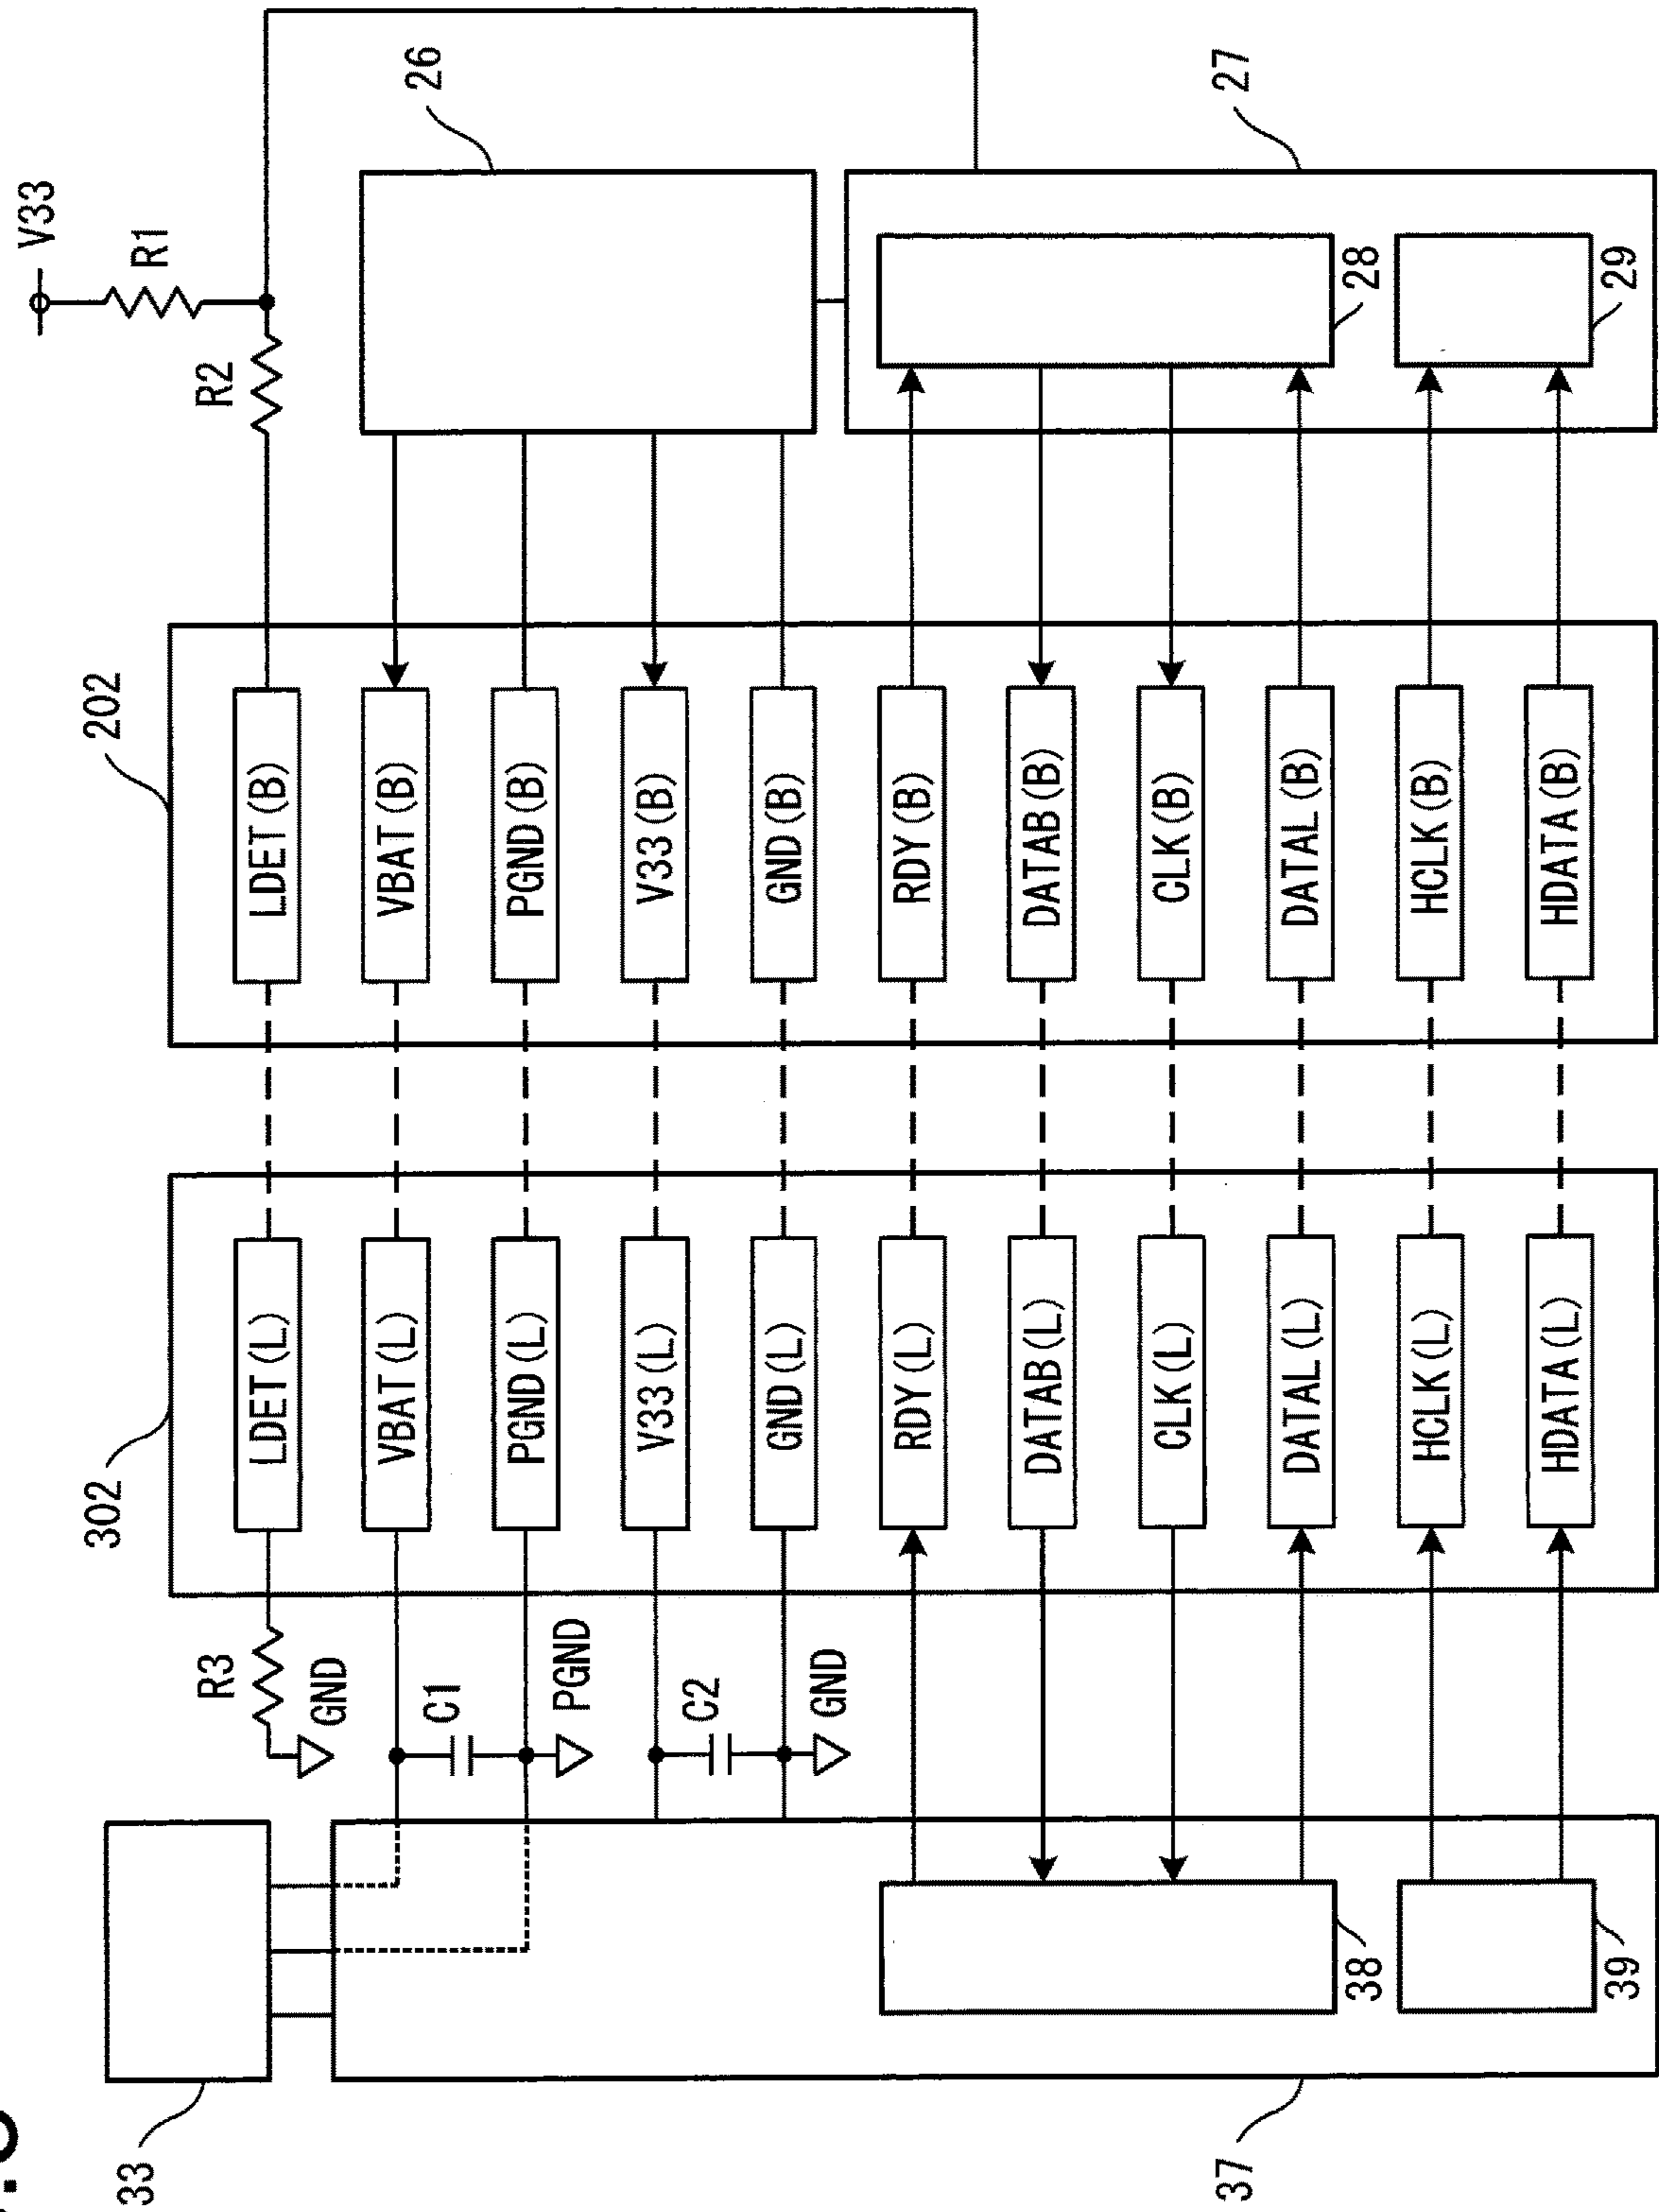 V33
R1
R2
26
27
28
29
202
LDET(B)
VBAT(B)
PGND(B)
V33(B)
GND(B)
RDY(B)
DATAB(B)
CLK(B)
DATAL(B)
HCLK(B)
HDATA(B)
302
LDET(L)
VBAT(L)
PGND(L)
V33(L)
GND(L)
RDY(L)
DATAB(L)
CLK(L)
DATAL(L)
HCLK(L)
HDATA(L)
R3
GND
C1
PGND
C2
GND
33
37
38
39